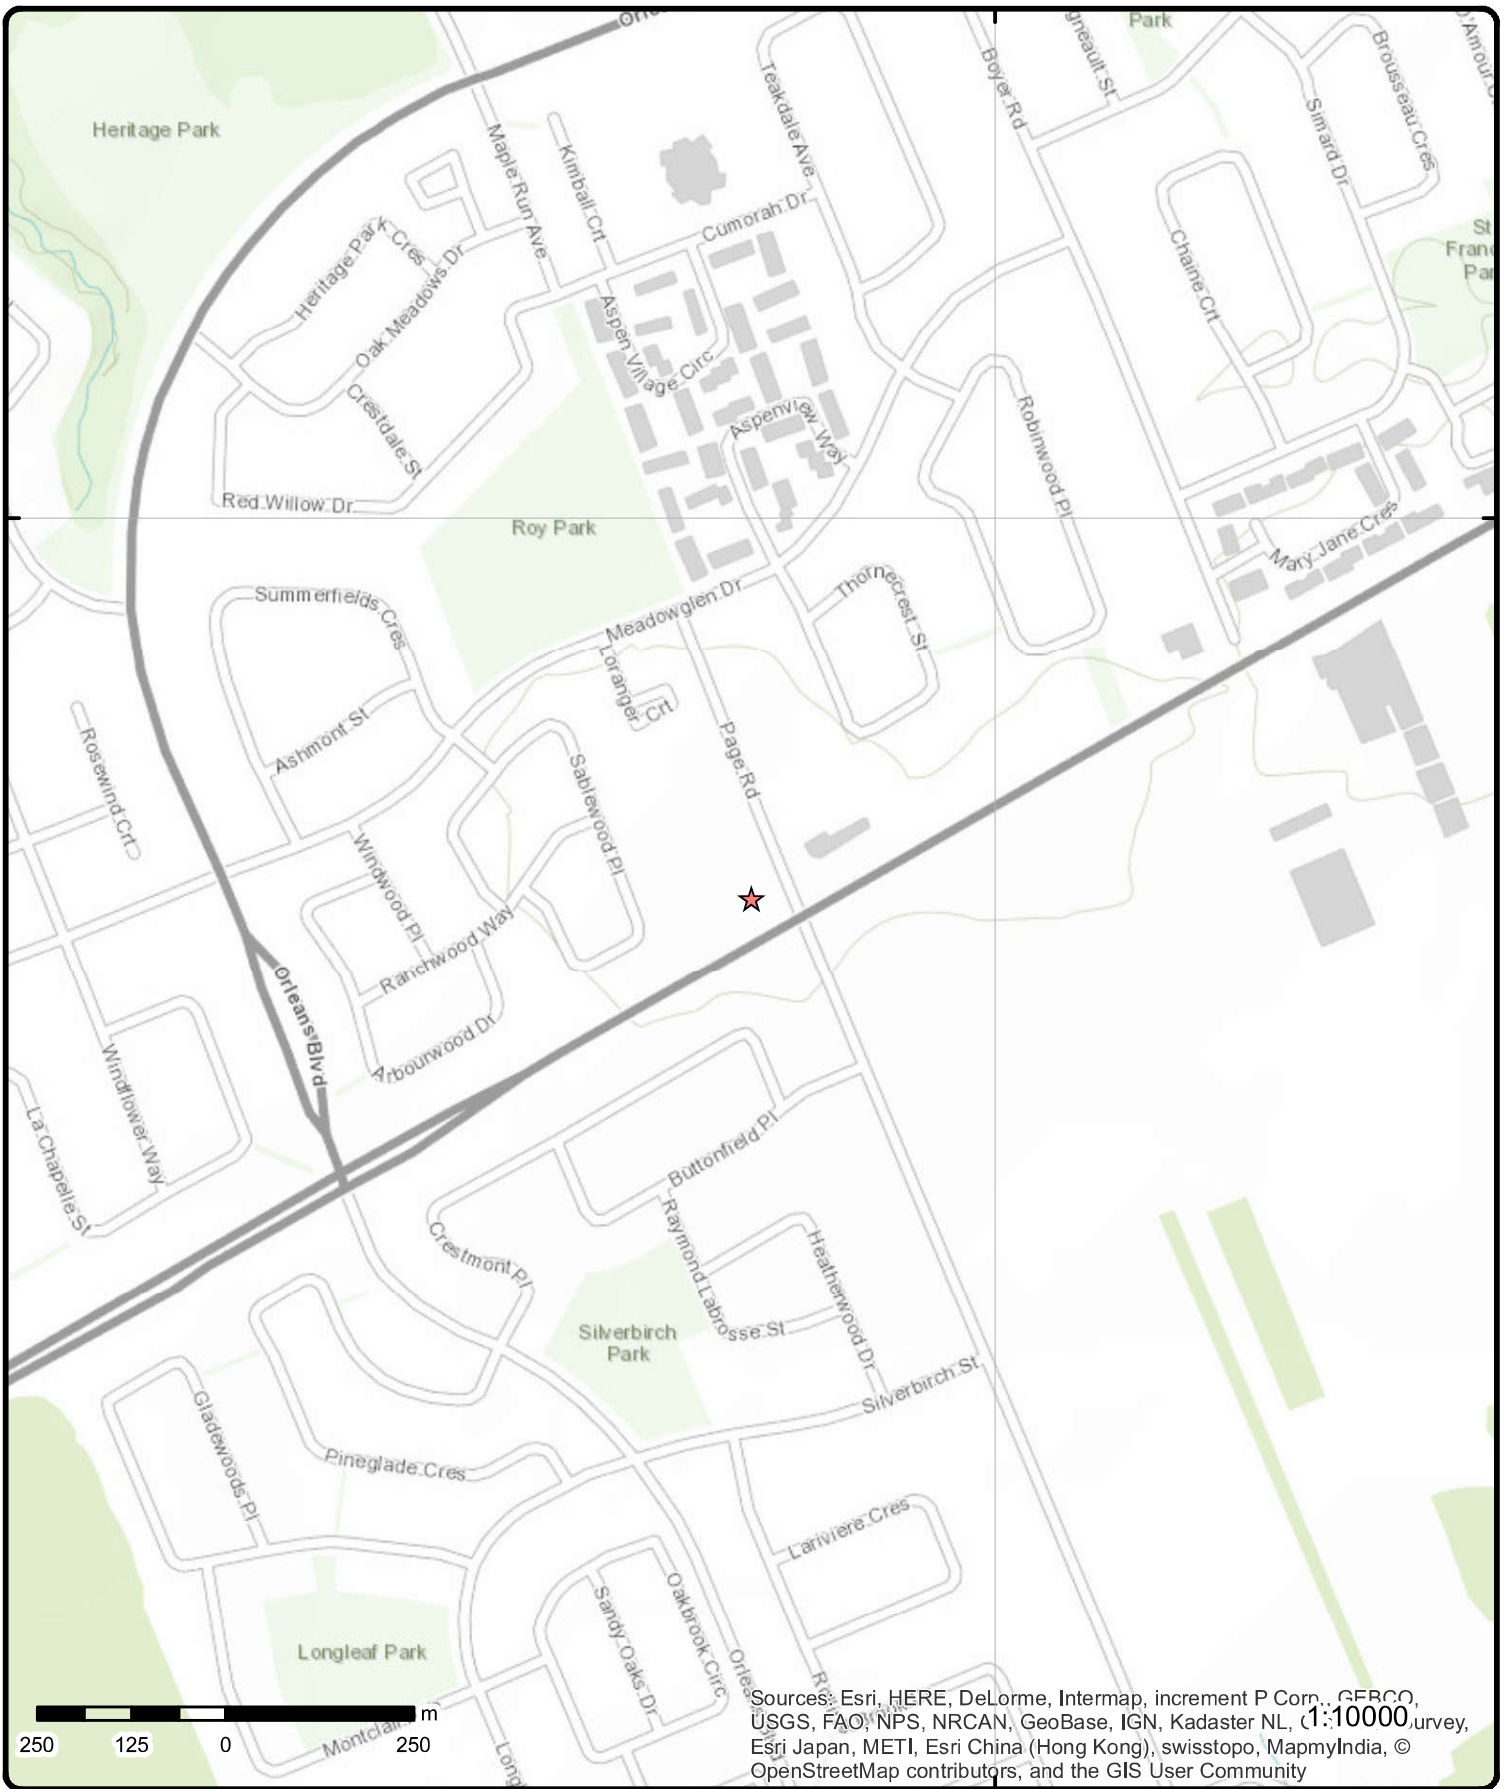 Park
Heritage Park
Maple Run Ave
Kimball Crt
Teakdale Ave
Boyer Rd
Simard Dr
Brousseau Cres
Cumorah Dr
Heritage Park Cres
Oak Meadows Dr
Chaine Crt
St
Aspen Village Circ
Crestdale St
Aspenview Way
Robinwood Pl
Red Willow Dr
Roy Park
Mary Jane Cres
Summerfields Cres
Thornecrest St
Meadowglen Dr
Loranger Crt
Ashmont St
Page Rd
Rosewind Crt
Sablewood Pl
Windwood Pl
Ranchwood Way
Orleans Blvd
Arbourwood Dr
Windflower Way
La Chapelle St
Buttonfield Pl
Raymond Labrosse St
Crestmont Pl
Heatherwood Dr
Silverbirch
Park
Silverbirch St
Gladewoods Pl
Pineglade Cres
Lariviere Cres
Sandy Oaks Dr
Oakbrook Circ
Longleaf Park
250 125 0 250
m
1:10000
Sources: Esri, HERE, DeLorme, Intermap, increment P Corp., GEBCO,
USGS, FAO, NPS, NRCAN, GeoBase, IGN, Kadaster NL,
Esri Japan, METI, Esri China (Hong Kong), swisstopo, MapmyIndia, ©
OpenStreetMap contributors, and the GIS User Community